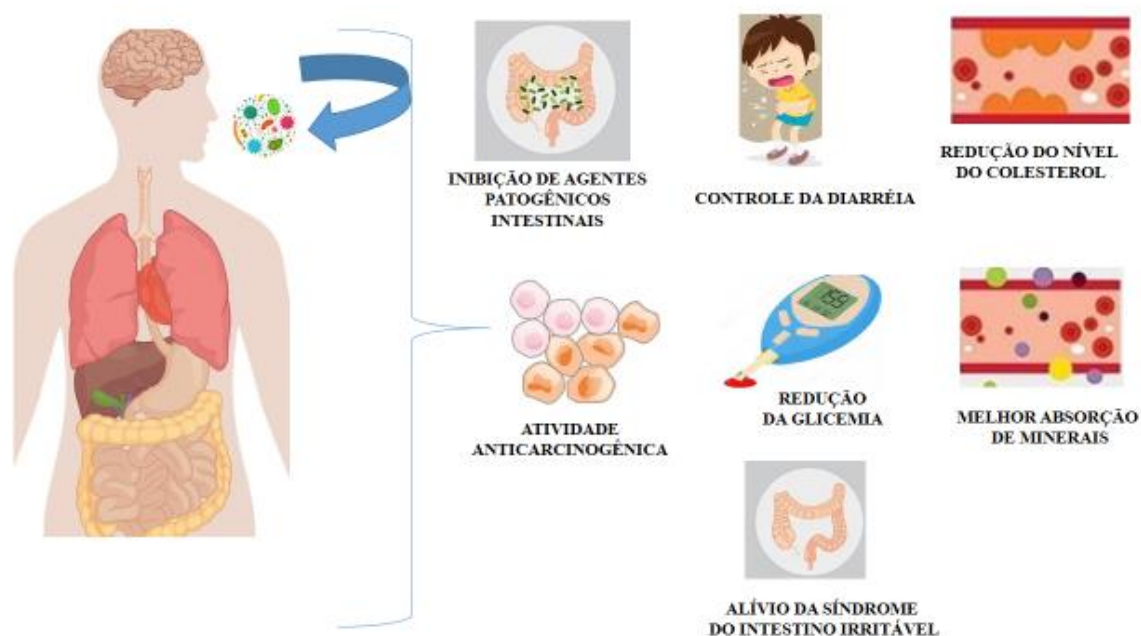 INIBIÇÃO DE AGENTES
PATOGÊNICOS
INTESTINAIS
CONTROLE DA DIARRÉIA
REDUÇÃO DO NÍVEL
DO COLESTEROL
ATIVIDADE
ANTICARCINOGÊNICA
159
REDUÇÃO
DA GLICEMIA
MELHOR ABSORÇÃO
DE MINERAIS
ALÍVIO DA SÍNDROME
DO INTESTINO IRRITÁVEL